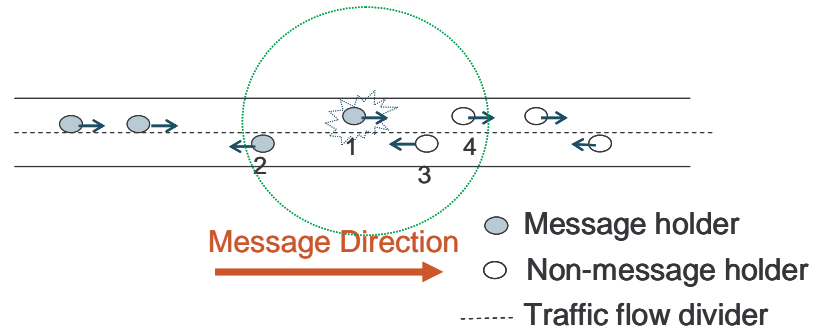 1
4
2
3
Message Direction
Message holder
Non-message holder
Traffic flow divider